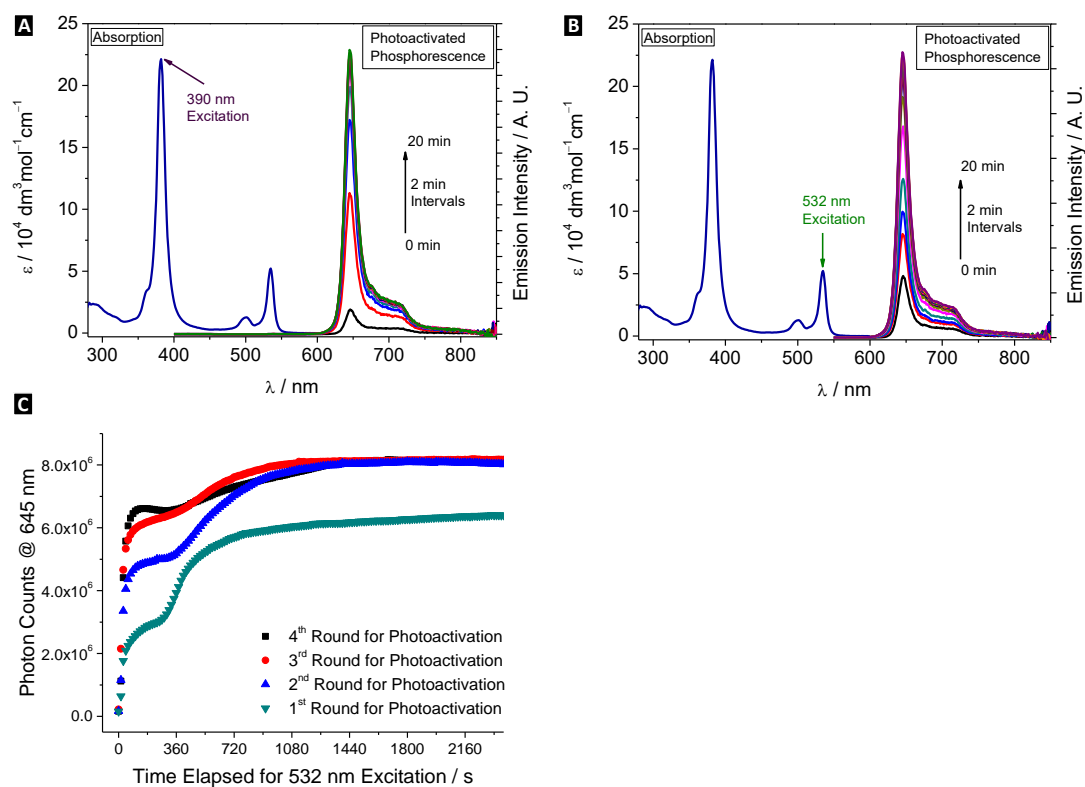 A
Absorption
Photoactivated
Phosphorescence
390 nm
Excitation
20 min
2 min
Intervals
0 min
25
20
15
10
5
0
ε / 10⁴ dm³mol⁻¹cm⁻¹
Emission Intensity / A. U.
300 400 500 600 700 800
λ / nm
B
Absorption
Photoactivated
Phosphorescence
532 nm
Excitation
20 min
2 min
Intervals
0 min
25
20
15
10
5
0
ε / 10⁴ dm³mol⁻¹cm⁻¹
Emission Intensity / A. U.
300 400 500 600 700 800
λ / nm
C
8.0x10⁶
6.0x10⁶
4.0x10⁶
2.0x10⁶
0.0
Photon Counts @ 645 nm
4th Round for Photoactivation
3rd Round for Photoactivation
2nd Round for Photoactivation
1st Round for Photoactivation
0 360 720 1080 1440 1800 2160
Time Elapsed for 532 nm Excitation / s